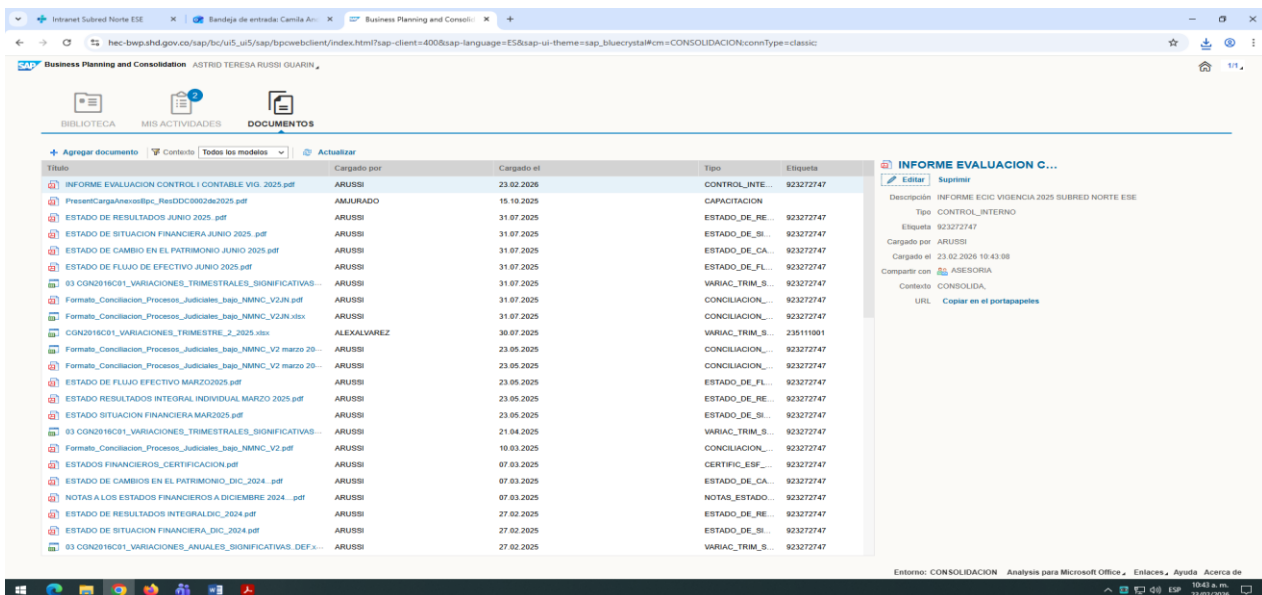 Intranet Subred Norte ESE
Bandeja de entrada: Camila An
Business Planning and Consolid
hec-bwp.shd.gov.co/sap/bc/ui5_ui5/sap/bpcwebclient/index.html?sap-client=400&sap-language=ES&sap-ui-theme=sap_bluecrystal#cm=CONSOLIDACION:connType=classic;
SAP Business Planning and Consolidation ASTRID TERESA RUSSI GUARIN
1/1
2
BIBLIOTECA MIS ACTIVIDADES DOCUMENTOS
Agregar documento Contexto Todos los modelos Actualizar
Título Cargado por Cargado el Tipo Etiqueta
INFORME EVALUACION CONTROL I CONTABLE VIG. 2025.pdf ARUSSI 23.02.2026 CONTROL_INTE... 923272747
PresentCargaAnexosBpc_ResDDC0002de2025.pdf AMJURADO 15.10.2025 CAPACITACION
ESTADO DE RESULTADOS JUNIO 2025..pdf ARUSSI 31.07.2025 ESTADO_DE_RE... 923272747
ESTADO DE SITUACION FINANCIERA JUNIO 2025..pdf ARUSSI 31.07.2025 ESTADO_DE_SI... 923272747
ESTADO DE CAMBIO EN EL PATRIMONIO JUNIO 2025.pdf ARUSSI 31.07.2025 ESTADO_DE_CA... 923272747
ESTADO DE FLUJO DE EFECTIVO JUNIO 2025.pdf ARUSSI 31.07.2025 ESTADO_DE_FL... 923272747
03 CGN2016C01_VARIACIONES_TRIMESTRALES_SIGNIFICATIVAS... ARUSSI 31.07.2025 VARIAC_TRIM_S... 923272747
Formato_Conciliacion_Procesos_Judiciales_bajo_NMNC_V2JN.pdf ARUSSI 31.07.2025 CONCILIACION_... 923272747
Formato_Conciliacion_Procesos_Judiciales_bajo_NMNC_V2JN.xlsx ARUSSI 31.07.2025 CONCILIACION_... 923272747
CGN2016C01_VARIACIONES_TRIMESTRE_2_2025.xlsx ALEXALVAREZ 30.07.2025 VARIAC_TRIM_S... 235111001
Formato_Conciliacion_Procesos_Judiciales_bajo_NMNC_V2 marzo 20... ARUSSI 23.05.2025 CONCILIACION_... 923272747
Formato_Conciliacion_Procesos_Judiciales_bajo_NMNC_V2 marzo 20... ARUSSI 23.05.2025 CONCILIACION_... 923272747
ESTADO DE FLUJO EFECTIVO MARZO2025.pdf ARUSSI 23.05.2025 ESTADO_DE_FL... 923272747
ESTADO RESULTADOS INTEGRAL INDIVIDUAL MARZO 2025.pdf ARUSSI 23.05.2025 ESTADO_DE_RE... 923272747
ESTADO SITUACION FINANCIERA MAR2025.pdf ARUSSI 23.05.2025 ESTADO_DE_SI... 923272747
03 CGN2016C01_VARIACIONES_TRIMESTRALES_SIGNIFICATIVAS... ARUSSI 21.04.2025 VARIAC_TRIM_S... 923272747
Formato_Conciliacion_Procesos_Judiciales_bajo_NMNC_V2.pdf ARUSSI 10.03.2025 CONCILIACION_... 923272747
ESTADOS FINANCIEROS_CERTIFICACION.pdf ARUSSI 07.03.2025 CERTIFIC_ESF_... 923272747
ESTADO DE CAMBIOS EN EL PATRIMONIO_DIC_2024..pdf ARUSSI 07.03.2025 ESTADO_DE_CA... 923272747
NOTAS A LOS ESTADOS FINANCIEROS A DICIEMBRE 2024....pdf ARUSSI 07.03.2025 NOTAS_ESTADO... 923272747
ESTADO DE RESULTADOS INTEGRALDIC_2024.pdf ARUSSI 27.02.2025 ESTADO_DE_RE... 923272747
ESTADO DE SITUACION FINANCIERA_DIC_2024.pdf ARUSSI 27.02.2025 ESTADO_DE_SI... 923272747
03 CGN2016C01_VARIACIONES_ANUALES_SIGNIFICATIVAS..DEF.x... ARUSSI 27.02.2025 VARIAC_TRIM_S... 923272747
INFORME EVALUACION C...
Editar Suprimir
Descripción INFORME ECIC VIGENCIA 2025 SUBRED NORTE ESE
Tipo CONTROL_INTERNO
Etiqueta 923272747
Cargado por ARUSSI
Cargado el 23.02.2026 10:43:08
Compartir con ASESORIA
Contexto CONSOLIDA,
URL Copiar en el portapapeles
Entorno: CONSOLIDACION Analysis para Microsoft Office Enlaces Ayuda Acerca de
ESP 10:43 a. m.